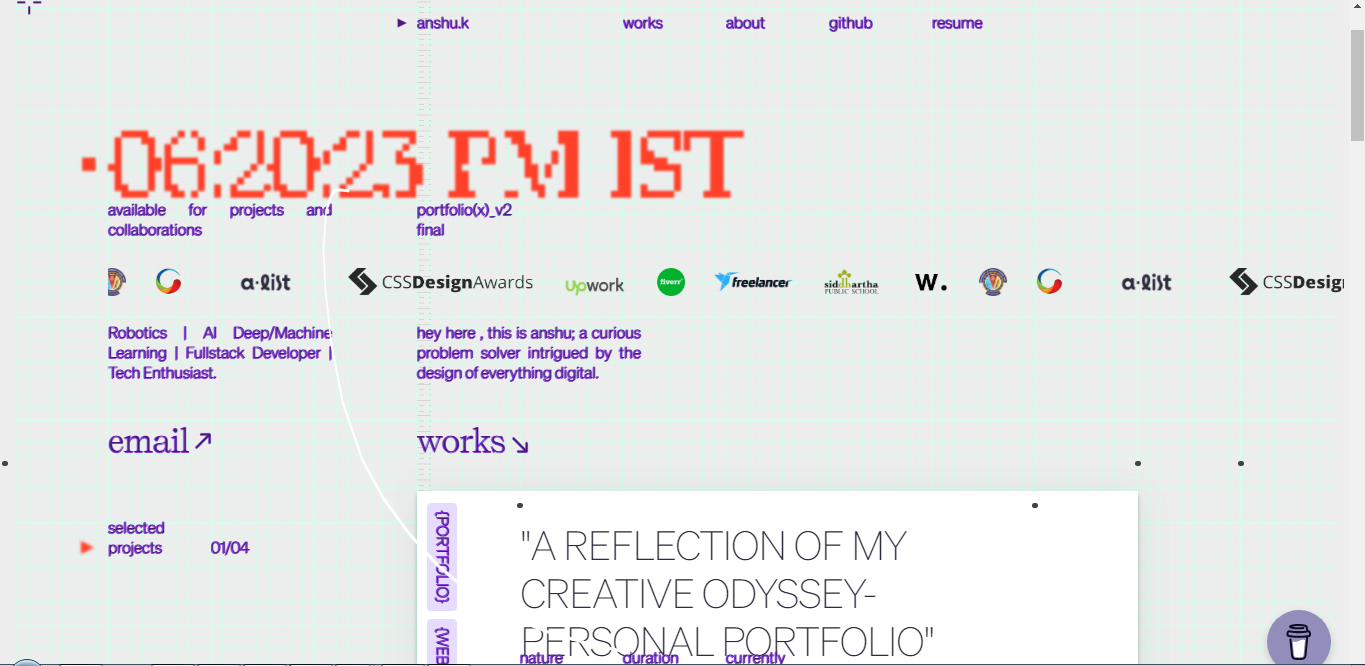 anshu.k works about github resume
·06:20:23 PM IST
available for projects and
collaborations
portfolio(x)_v2
final
a·list CSSDesignAwards Upwork fiverr freelancer siddhartha PUBLIC SCHOOL W. a·list CSSDesig
Robotics | AI Deep/Machine
Learning | Fullstack Developer |
Tech Enthusiast.
hey here , this is anshu; a curious
problem solver intrigued by the
design of everything digital.
email↗
works↘
selected
projects 01/04
{PORTFOLIO}
{WEB
"A REFLECTION OF MY
CREATIVE ODYSSEY-
PERSONAL PORTFOLIO"
nature duration currently